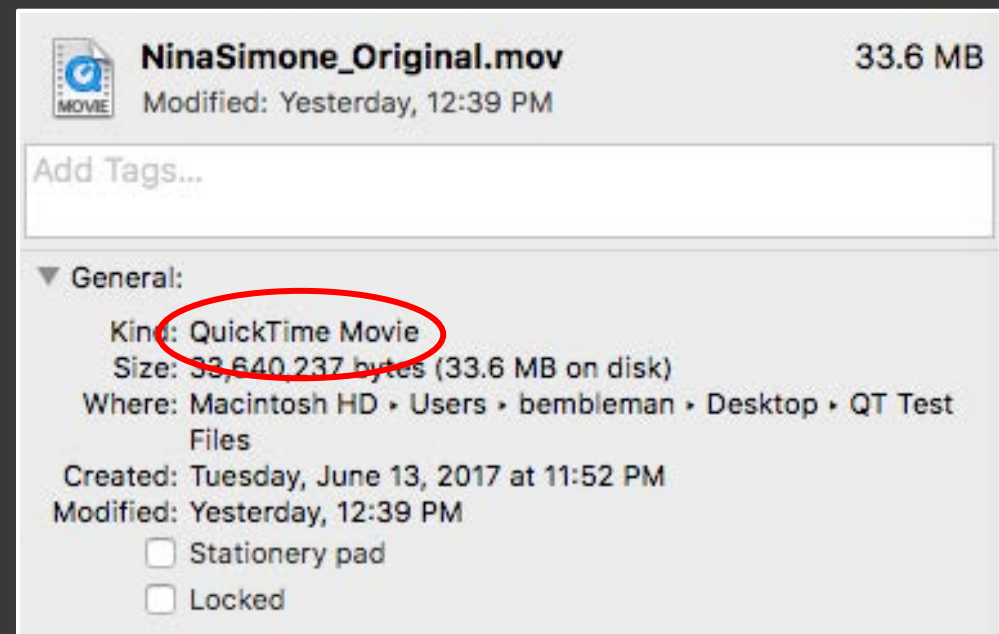 MOVIE
NinaSimone_Original.mov 33.6 MB
Modified: Yesterday, 12:39 PM
Add Tags...
▼ General:
Kind: QuickTime Movie
Size: 33,640,237 bytes (33.6 MB on disk)
Where: Macintosh HD ▸ Users ▸ bembleman ▸ Desktop ▸ QT Test
Files
Created: Tuesday, June 13, 2017 at 11:52 PM
Modified: Yesterday, 12:39 PM
Stationery pad
Locked